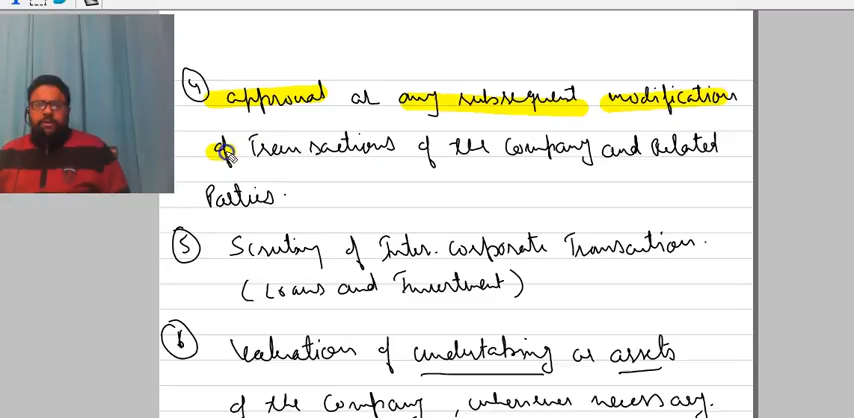 4 approval or any subsequent modification
of Transactions of the Company and Related
Parties.
5 Scrutiny of Inter-corporate Transaction.
(Loans and Investment)
6 Valuation of undertaking or assets
of the Company, whenever necessary.